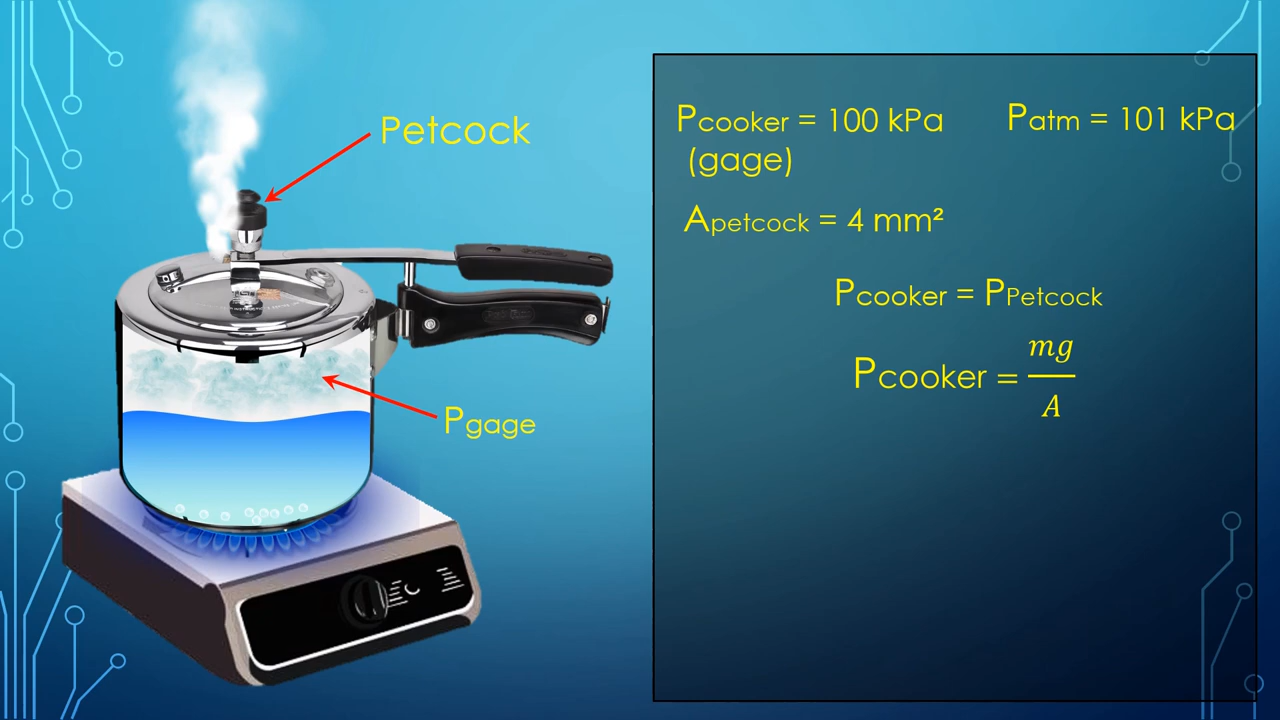 Petcock
Pgage
Pcooker = 100 kPa
(gage)
Patm = 101 kPa
Apetcock = 4 mm²
Pcooker = PPetcock
Pcooker = mg/A